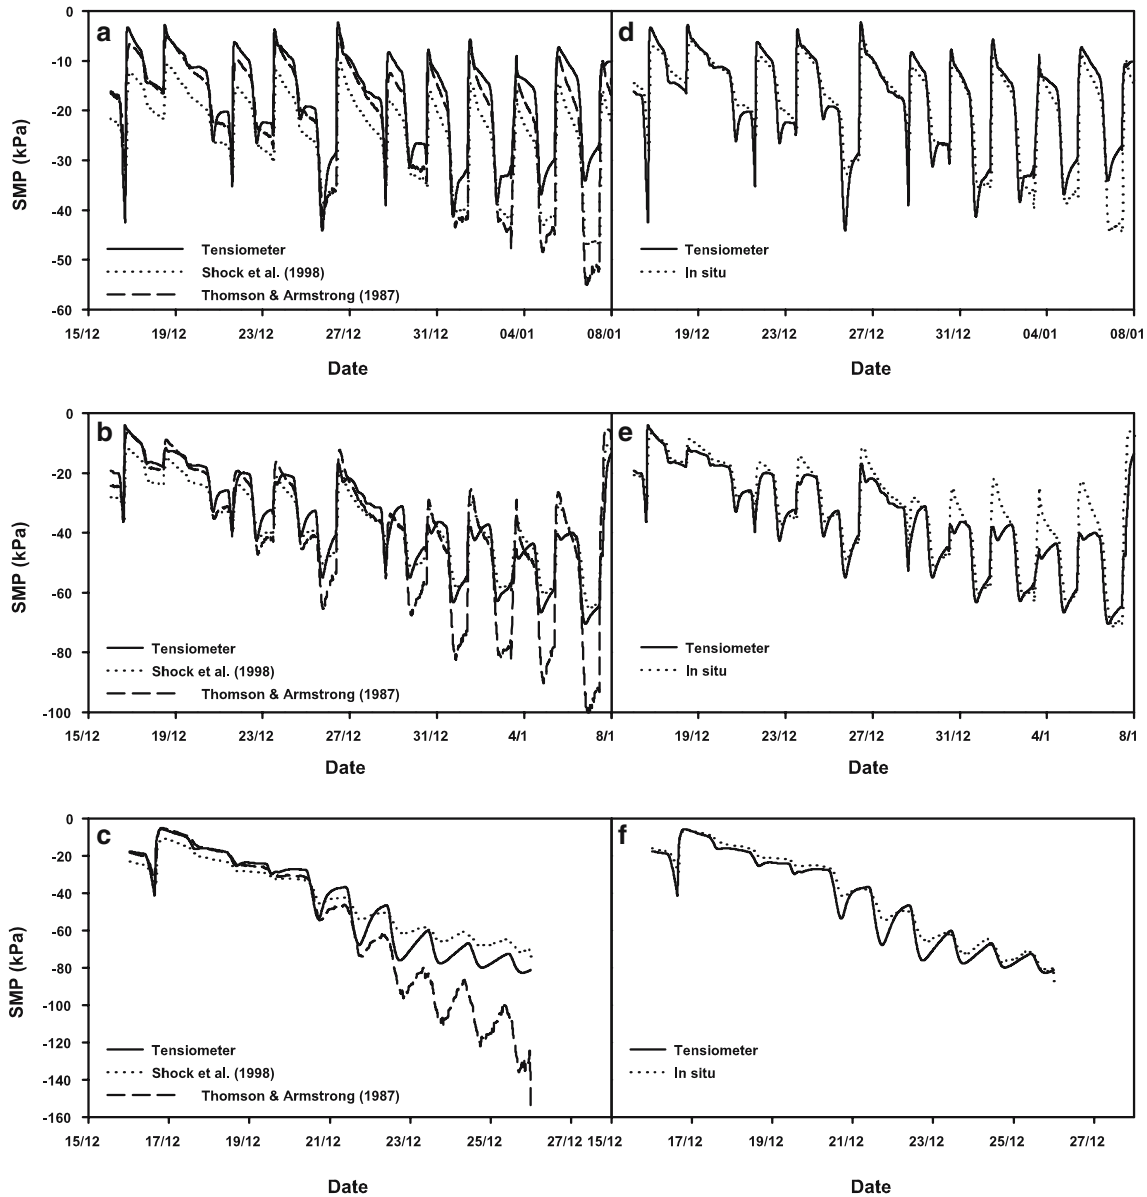 a
d
SMP (kPa)
0
-10
-20
-30
-40
-50
-60
Tensiometer
Shock et al. (1998)
Thomson & Armstrong (1987)
Tensiometer
In situ
15/12 19/12 23/12 27/12 31/12 04/01 08/01
19/12 23/12 27/12 31/12 04/01 08/01
Date
Date
b
e
SMP (kPa)
0
-20
-40
-60
-80
-100
Tensiometer
Shock et al. (1998)
Thomson & Armstrong (1987)
Tensiometer
In situ
15/12 19/12 23/12 27/12 31/12 4/1 8/1
19/12 23/12 27/12 31/12 4/1 8/1
Date
Date
c
f
SMP (kPa)
0
-20
-40
-60
-80
-100
-120
-140
-160
Tensiometer
Shock et al. (1998)
Thomson & Armstrong (1987)
Tensiometer
In situ
15/12 17/12 19/12 21/12 23/12 25/12 27/12
15/12 17/12 19/12 21/12 23/12 25/12 27/12
Date
Date